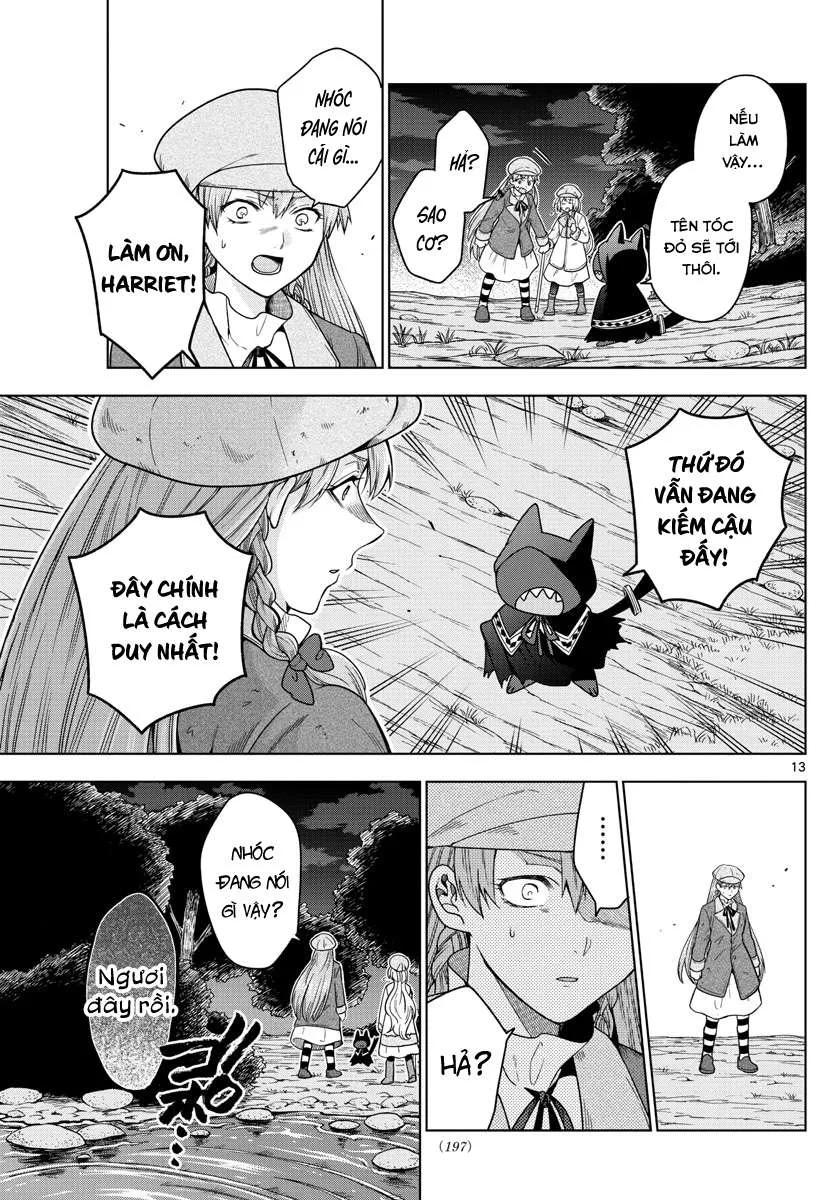 NẾU
LÀM
VẬY...
TÊN TÓC
ĐỎ SẼ TỚI
THÔI.
HẢ?
SAO
CƠ?
NHÓC
ĐANG NÓI
CÁI GÌ...
LÀM ƠN,
HARRIET!
THỨ ĐÓ
VẪN ĐANG
KIẾM CẬU
ĐẤY!
ĐÂY CHÍNH
LÀ CÁCH
DUY NHẤT!
13
......
HẢ?
NHÓC
ĐANG NÓI
GÌ VẬY?
Ngươi
đây rồi.
ゴポ…
(197)